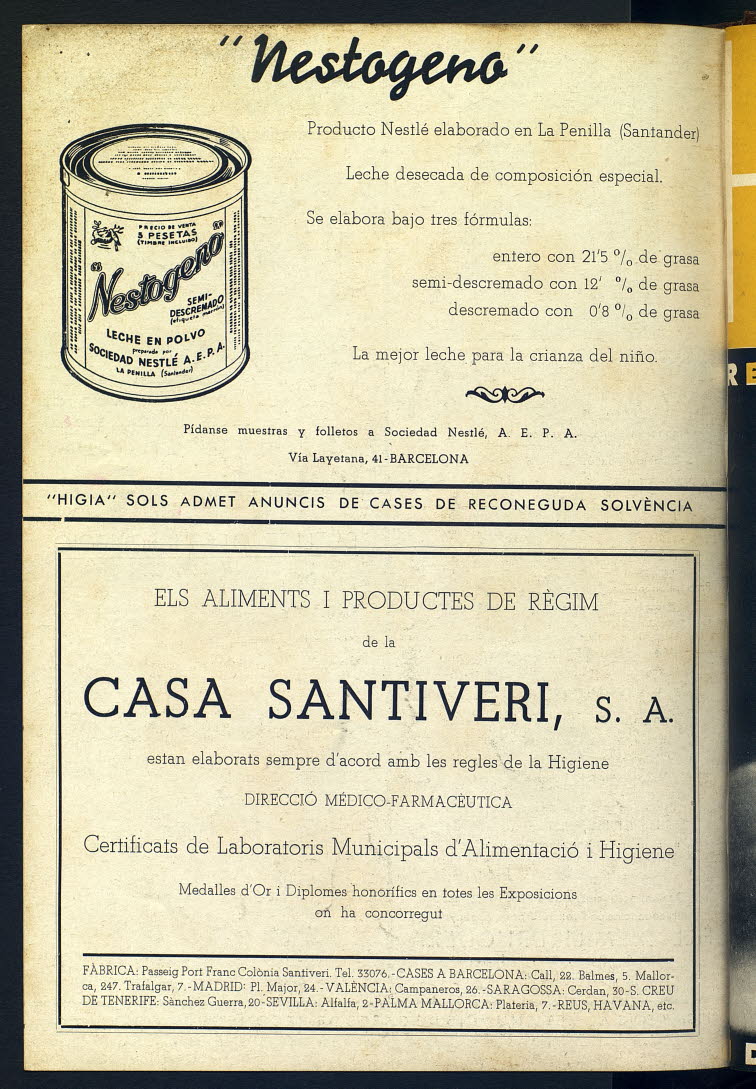 "Nestogeno"
Producto Nestlé elaborado en La Penilla (Santander)
Leche desecada de composición especial.
Se elabora bajo tres fórmulas:
entero con 21'5 % de grasa
semi-descremado con 12' % de grasa
descremado con 0'8 % de grasa
La mejor leche para la crianza del niño.
PRECIO DE VENTA
5 PESETAS
(TIMBRE INCLUIDO)
"Nestogeno"
SEMI-
DESCREMADO
(etiqueta marrón)
LECHE EN POLVO
preparada por
SOCIEDAD NESTLÉ A.E.P.A.
LA PENILLA (Santander)
Pídanse muestras y folletos a Sociedad Nestlé, A. E. P. A.
Vía Layetana, 41-BARCELONA
"HIGIA" SOLS ADMET ANUNCIS DE CASES DE RECONEGUDA SOLVÈNCIA
ELS ALIMENTS I PRODUCTES DE RÈGIM
de la
CASA SANTIVERI, S. A.
estan elaborats sempre d'acord amb les regles de la Higiene
DIRECCIÓ MÉDICO-FARMACÈUTICA
Certificats de Laboratoris Municipals d'Alimentació i Higiene
Medalles d'Or i Diplomes honorífics en totes les Exposicions
on ha concorregut
FÀBRICA: Passeig Port Franc Colònia Santiveri. Tel. 33076.-CASES A BARCELONA: Call, 22. Balmes, 5. Mallor-
ca, 247. Trafalgar, 7.-MADRID: Pl. Major, 24.-VALÈNCIA: Campaneros, 26.-SARAGOSSA: Cerdan, 30-S. CREU
DE TENERIFE: Sànchez Guerra, 20-SEVILLA: Alfalfa, 2-PALMA MALLORCA: Plateria, 7.-REUS, HAVANA, etc.